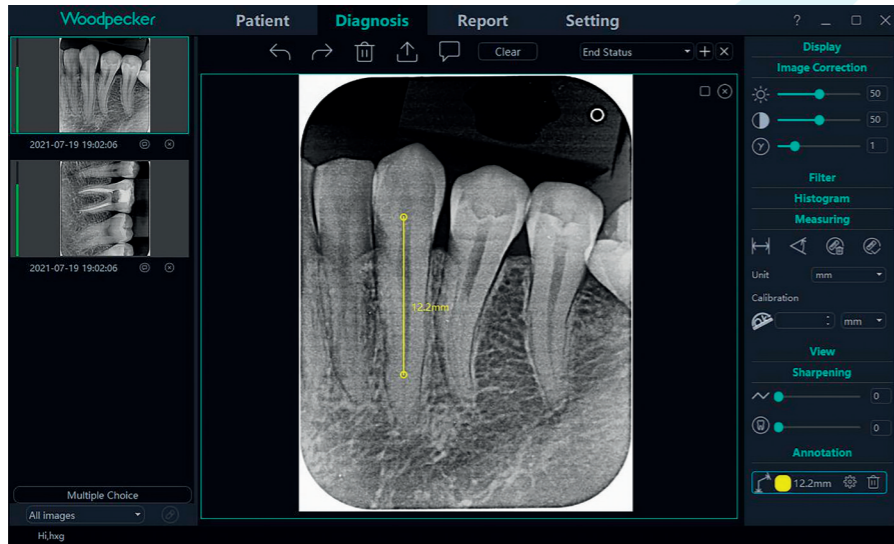 Woodpecker
Patient Diagnosis Report Setting ? _ □ ×
Clear End Status + ×
2021-07-19 19:02:06
2021-07-19 19:02:06
Multiple Choice
All images
Hi,hxg
12.2mm
Display
Image Correction
50
50
γ 1
Filter
Histogram
Measuring
Unit mm
Calibration
mm
View
Sharpening
0
0
Annotation
12.2mm